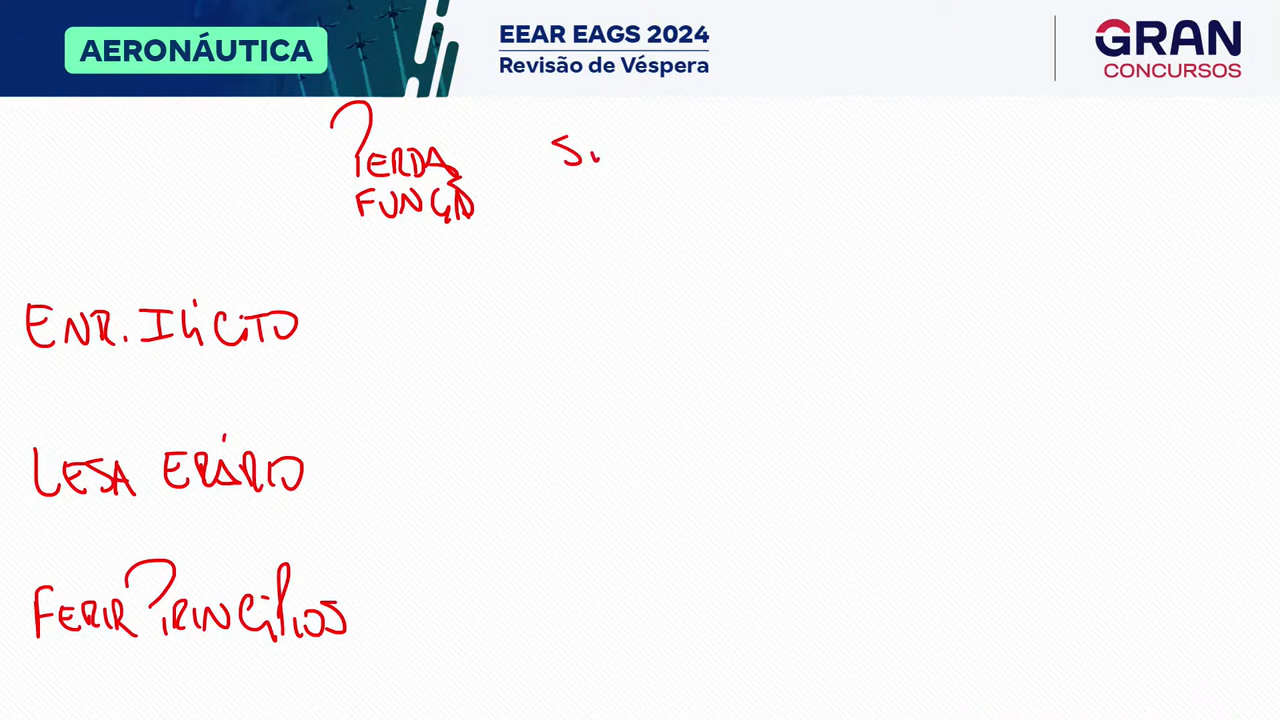 AERONÁUTICA
EEAR EAGS 2024
Revisão de Véspera
GRAN
CONCURSOS
PERDA
FUNÇÃO
S.
ENR. ILÍCITO
LESA ERÁRIO
FERIR PRINCÍPIOS